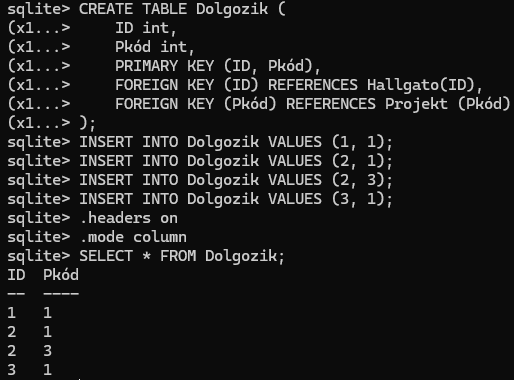 sqlite> CREATE TABLE Dolgozik (
(x1...>     ID int,
(x1...>     Pkód int,
(x1...>     PRIMARY KEY (ID, Pkód),
(x1...>     FOREIGN KEY (ID) REFERENCES Hallgato(ID),
(x1...>     FOREIGN KEY (Pkód) REFERENCES Projekt (Pkód)
(x1...> );
sqlite> INSERT INTO Dolgozik VALUES (1, 1);
sqlite> INSERT INTO Dolgozik VALUES (2, 1);
sqlite> INSERT INTO Dolgozik VALUES (2, 3);
sqlite> INSERT INTO Dolgozik VALUES (3, 1);
sqlite> .headers on
sqlite> .mode column
sqlite> SELECT * FROM Dolgozik;
ID  Pkód
--  ----
1   1
2   1
2   3
3   1